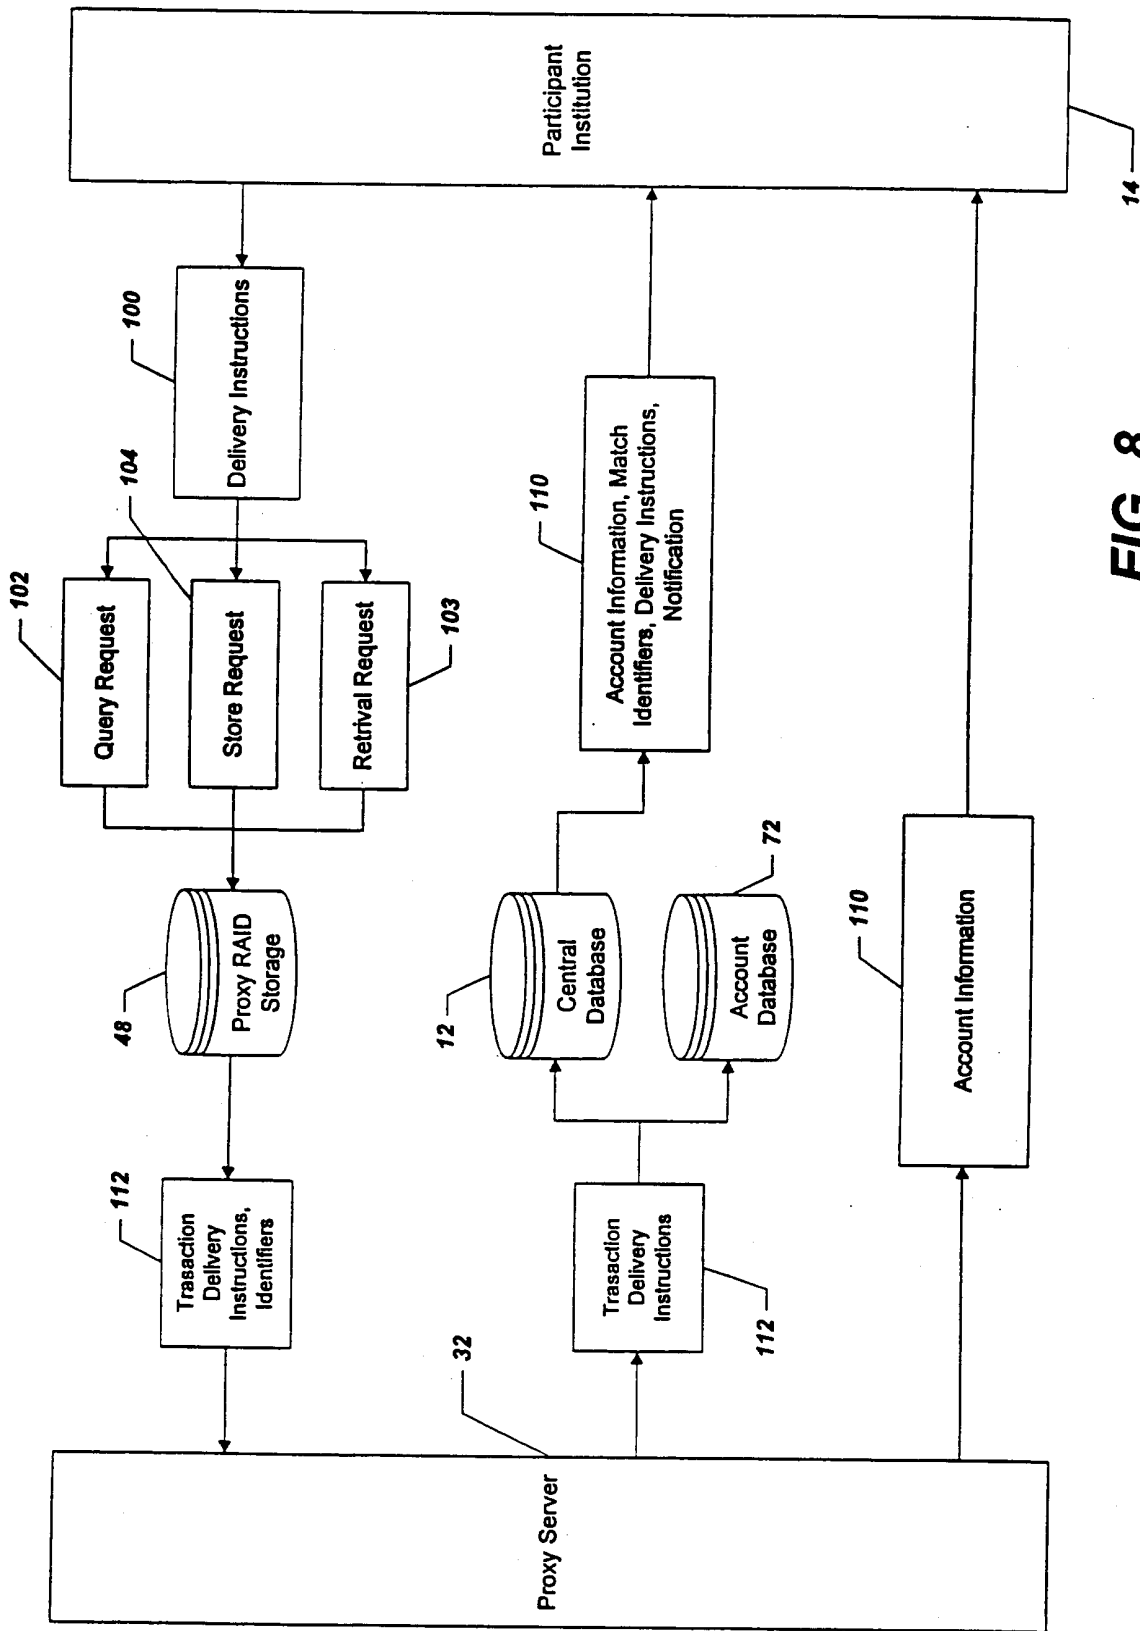 Proxy Server
32
Trasaction
Delivery
Instructions,
Identifiers
112
Proxy RAID
Storage
48
Query Request
102
Store Request
104
Retrival Request
103
Delivery Instructions
100
Participant
Institution
14
Trasaction
Delivery
Instructions
112
Central
Database
12
Account
Database
72
Account Information, Match
Identifiers, Delivery Instructions,
Notification
110
Account Information
110
FIG. 8